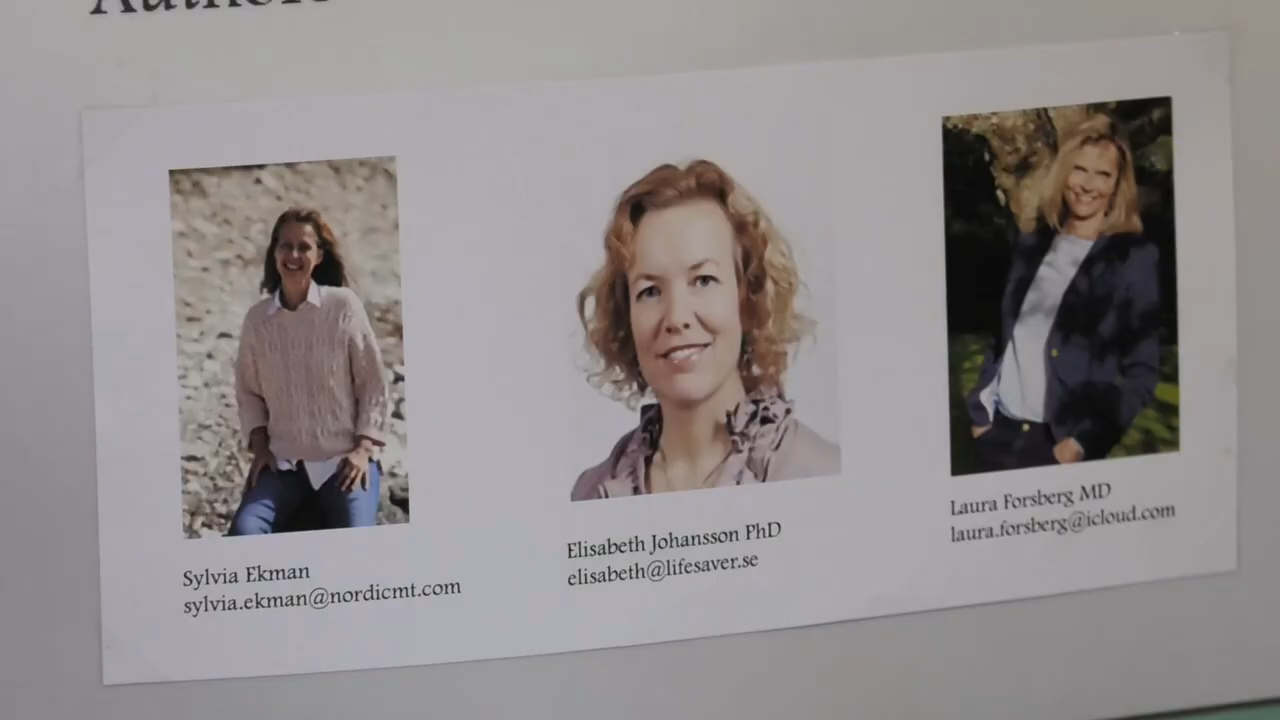 Authors
Sylvia Ekman
sylvia.ekman@nordicmt.com
Elisabeth Johansson PhD
elisabeth@lifesaver.se
Laura Forsberg MD
laura.forsberg@icloud.com